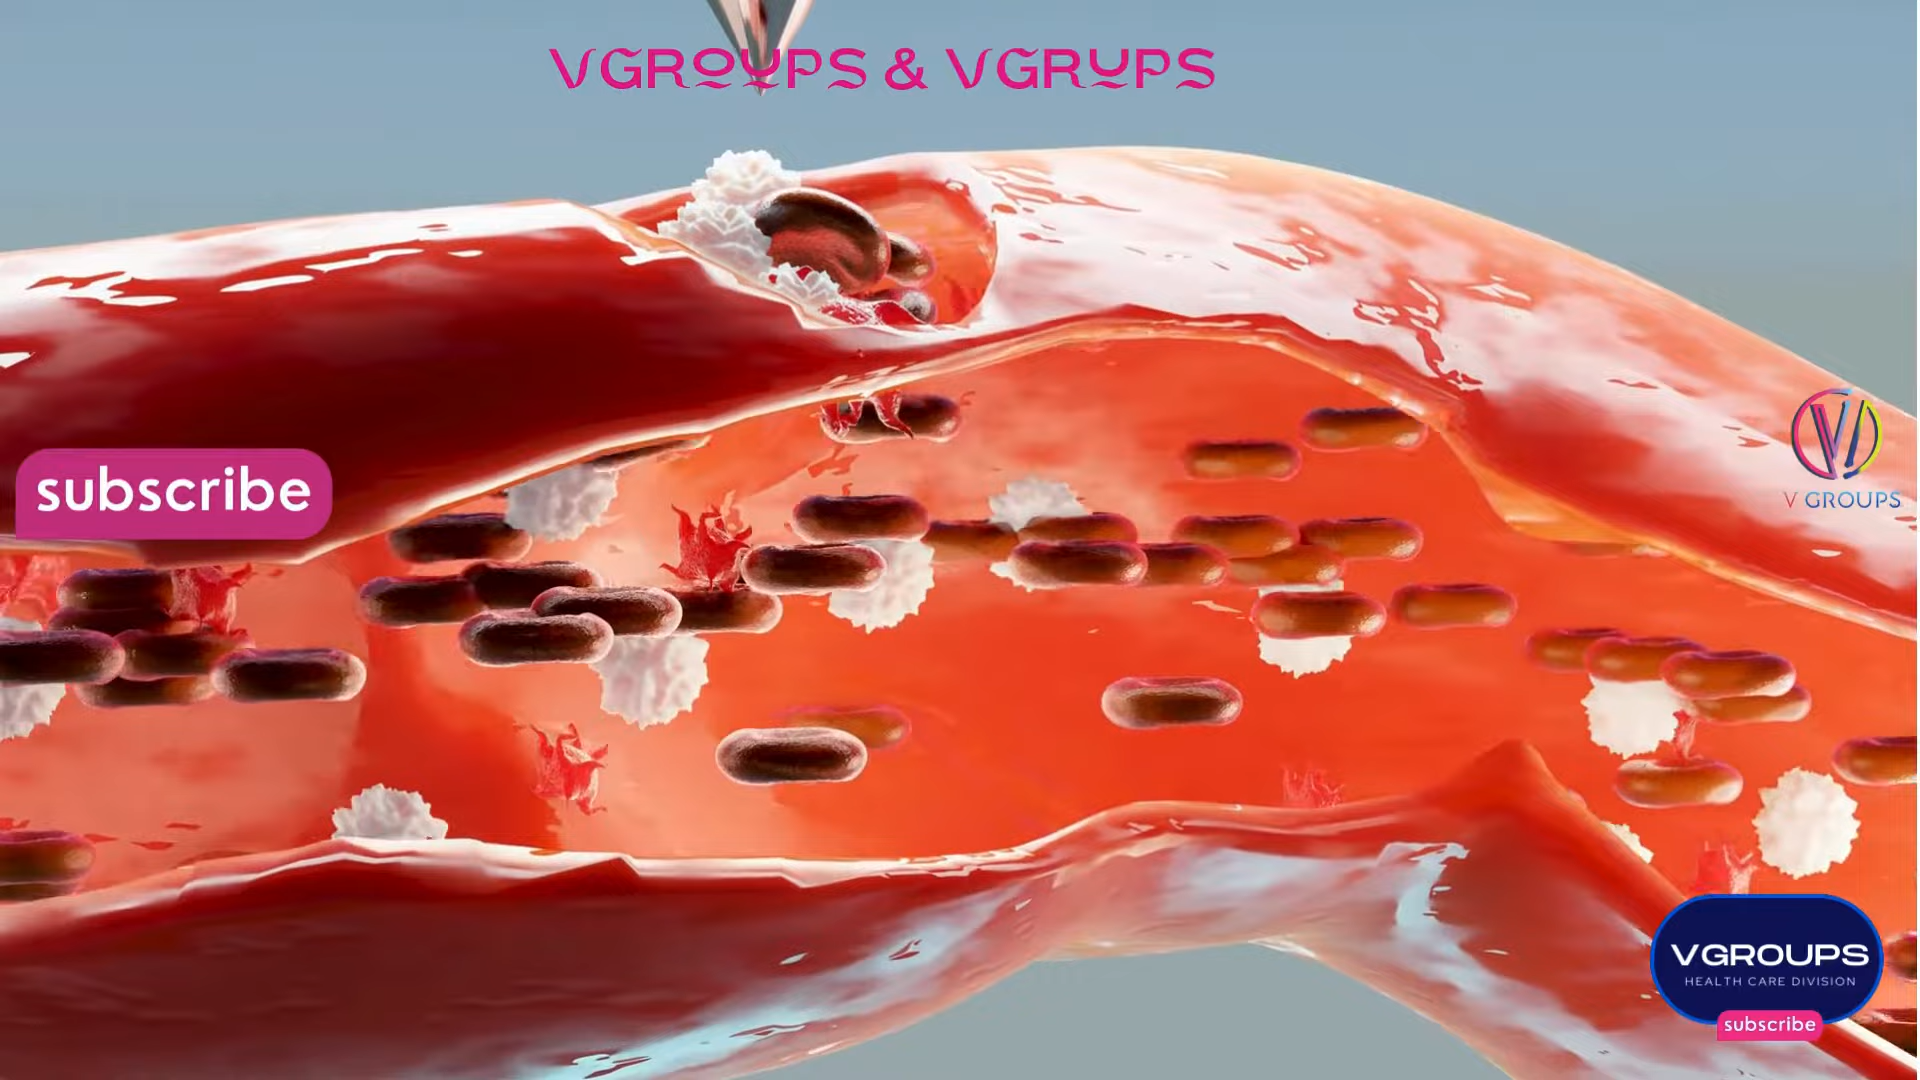 VGROUPS & VGRUPS
subscribe
V GROUPS
VGROUPS
HEALTH CARE DIVISION
subscribe